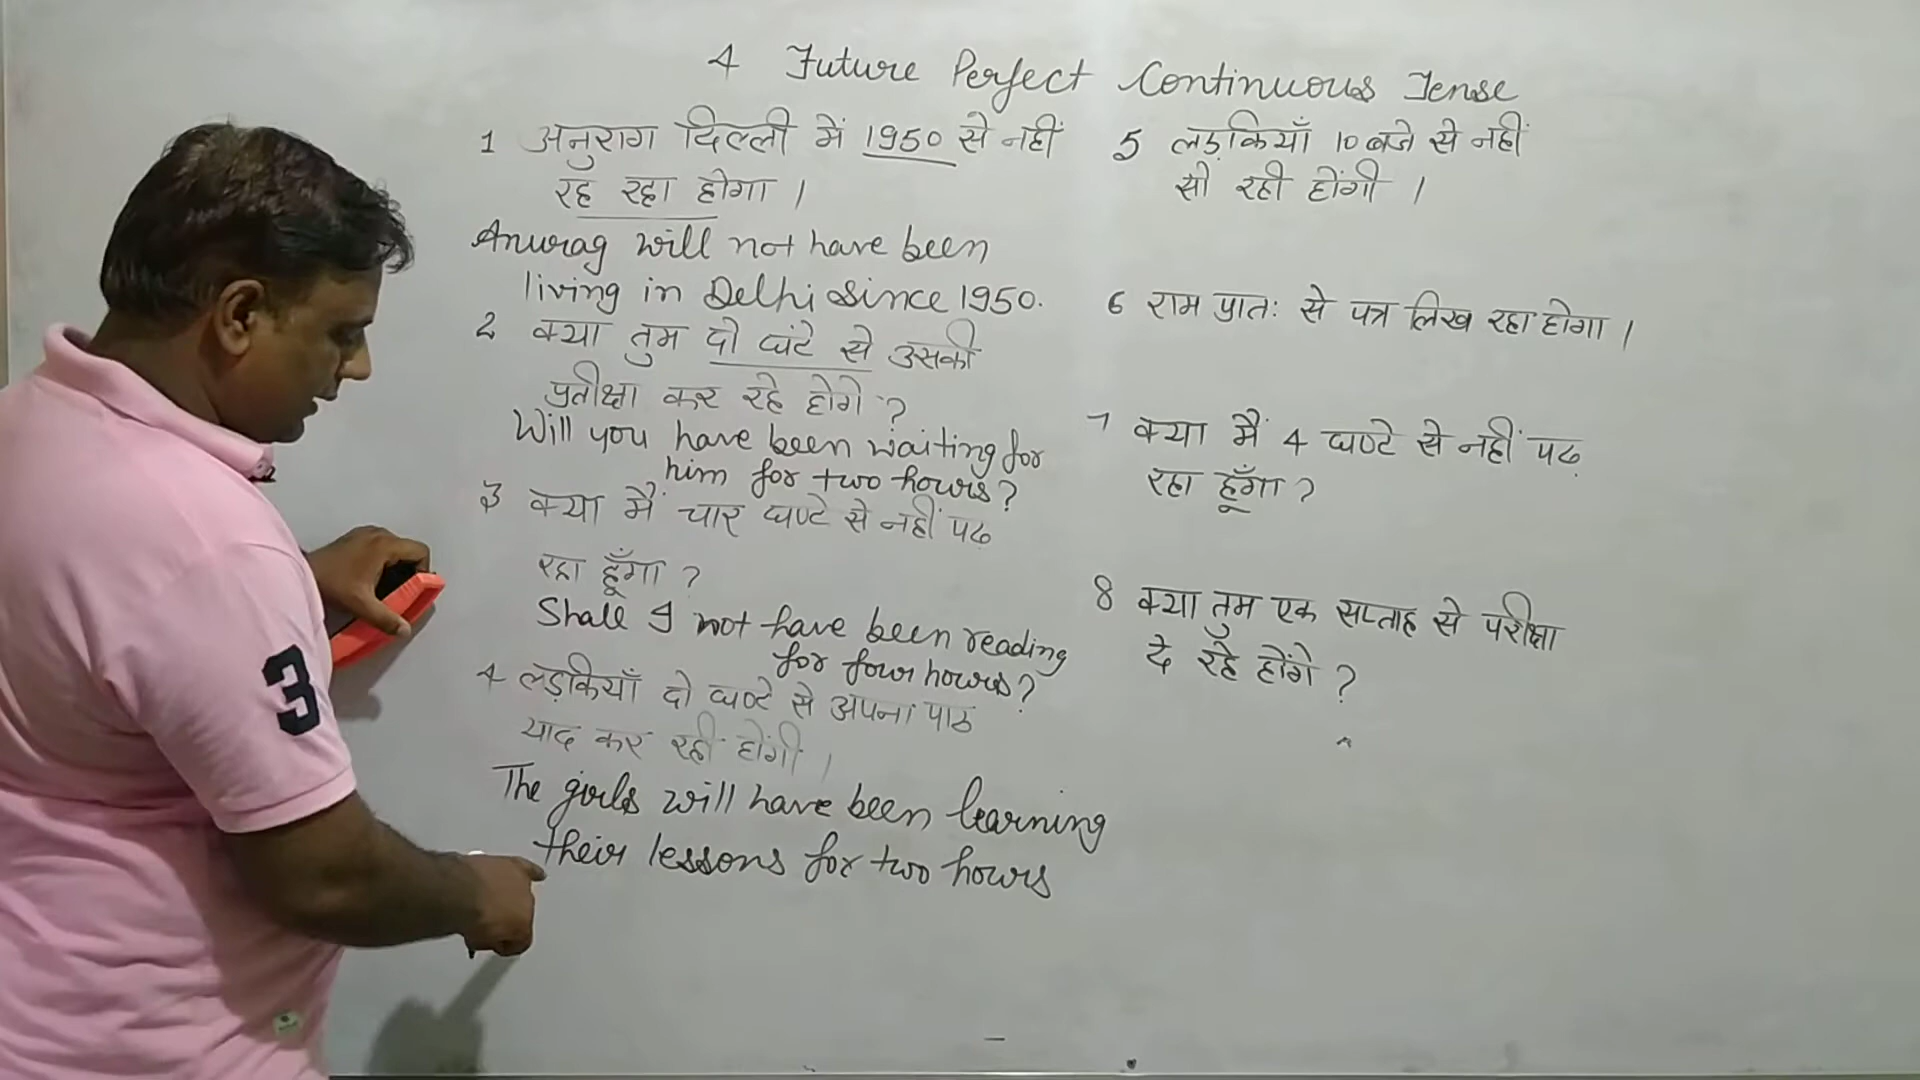 4 Future Perfect Continuous Tense
1 अनुराग दिल्ली में 1950 से नहीं
रह रहा होगा ।
Anurag will not have been
living in Delhi since 1950.
2 क्या तुम दो घंटे से उसकी
प्रतीक्षा कर रहे होगे ?
Will you have been waiting for
him for two hours?
3 क्या मैं चार घण्टे से नहीं पढ़
रहा हूँगा ?
Shall I not have been reading
for four hours?
4 लड़कियाँ दो घण्टे से अपना पाठ
याद कर रही होंगी ।
The girls will have been learning
their lessons for two hours
5 लड़कियाँ 10 बजे से नहीं
सो रही होंगी ।
6 राम प्रातः से पत्र लिख रहा होगा ।
7 क्या मैं 4 घण्टे से नहीं पढ़
रहा हूँगा ?
8 क्या तुम एक सप्ताह से परीक्षा
दे रहे होंगे ?
3